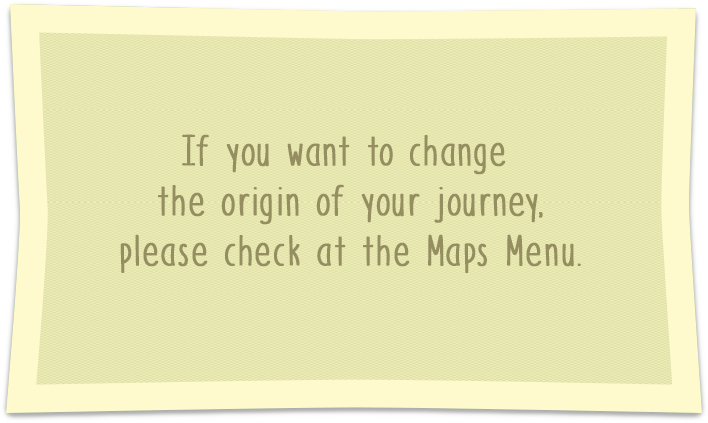 If you want to change
the origin of your journey,
please check at the Maps Menu.